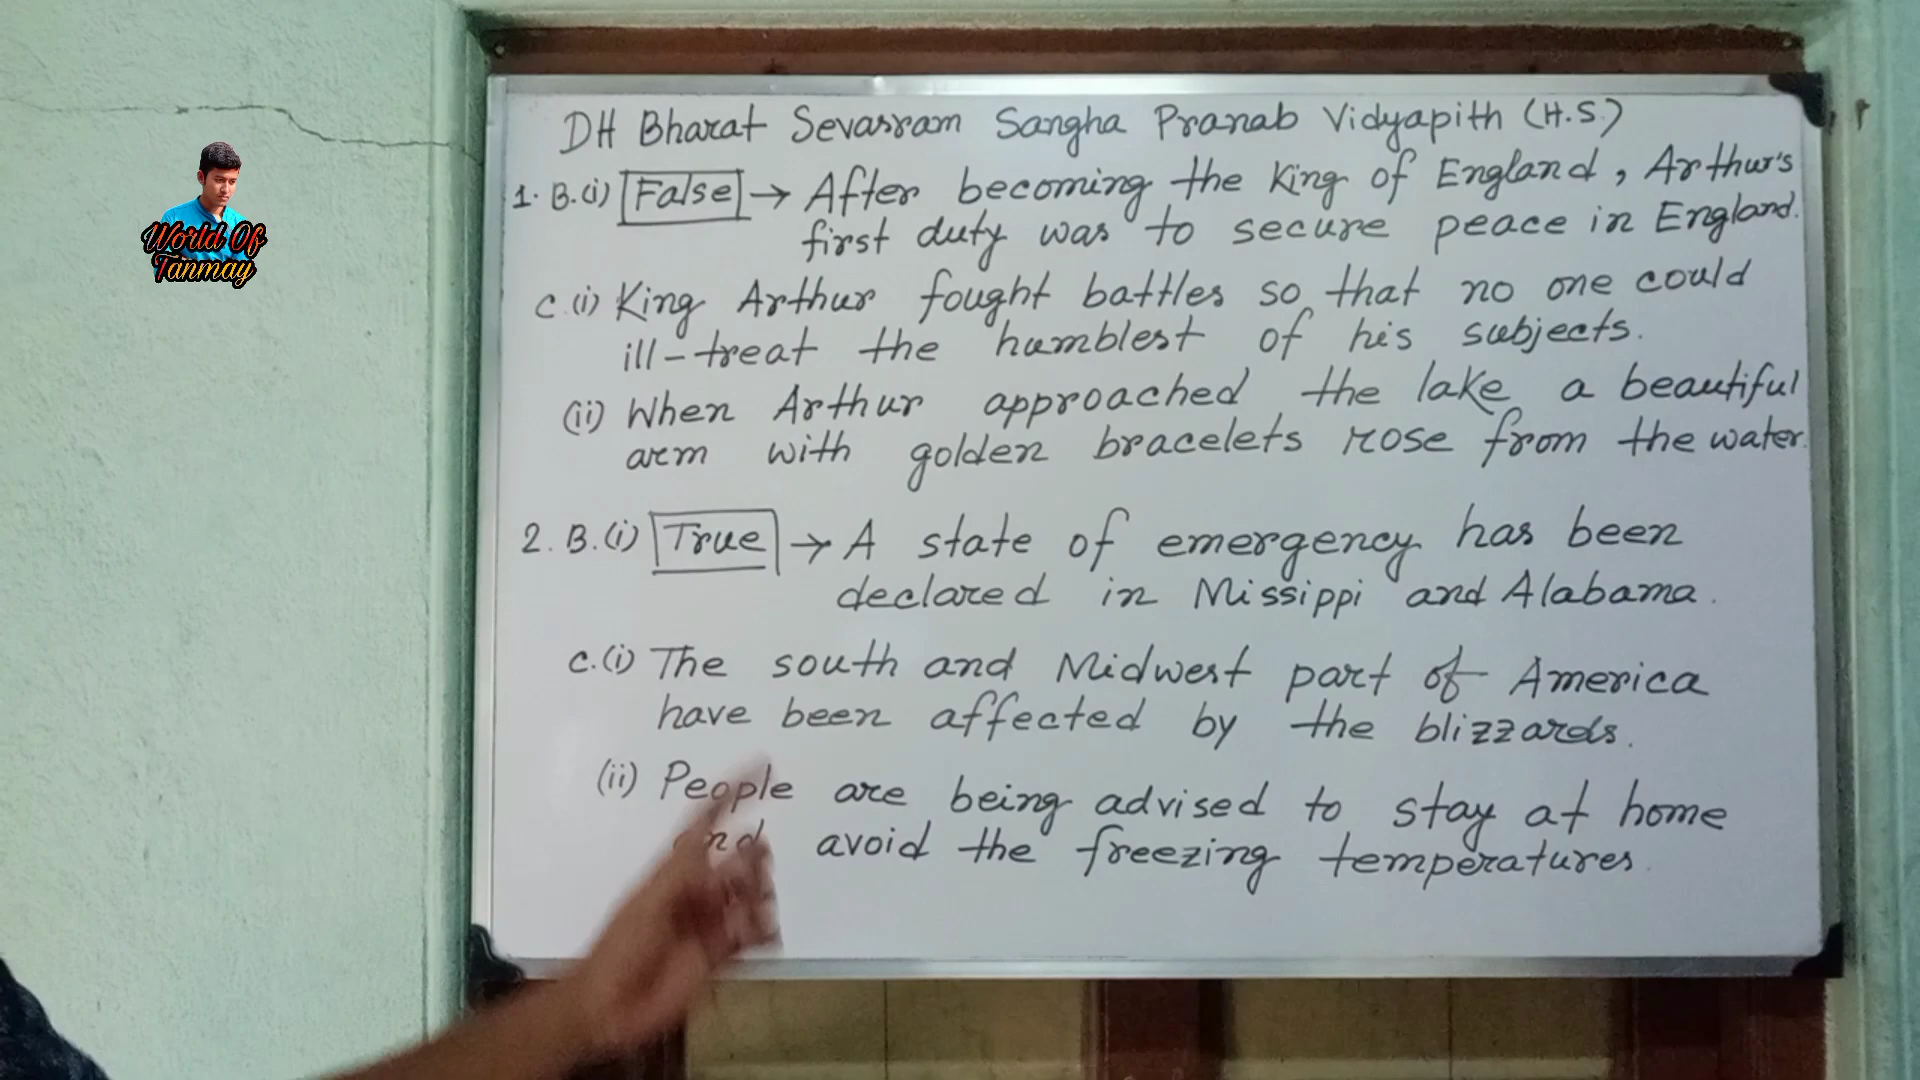 DH Bharat Sevasram Sangha Pranab Vidyapith (H.S.)
1. B.(i) False → After becoming the King of England, Arthur's
first duty was to secure peace in England.
C.(i) King Arthur fought battles so that no one could
ill-treat the humblest of his subjects.
(ii) When Arthur approached the lake a beautiful
arm with golden bracelets rose from the water.
2. B.(i) True → A state of emergency has been
declared in Missippi and Alabama.
C.(i) The south and Midwest part of America
have been affected by the blizzards.
(ii) People are being advised to stay at home
and avoid the freezing temperatures.
World Of
Tanmay